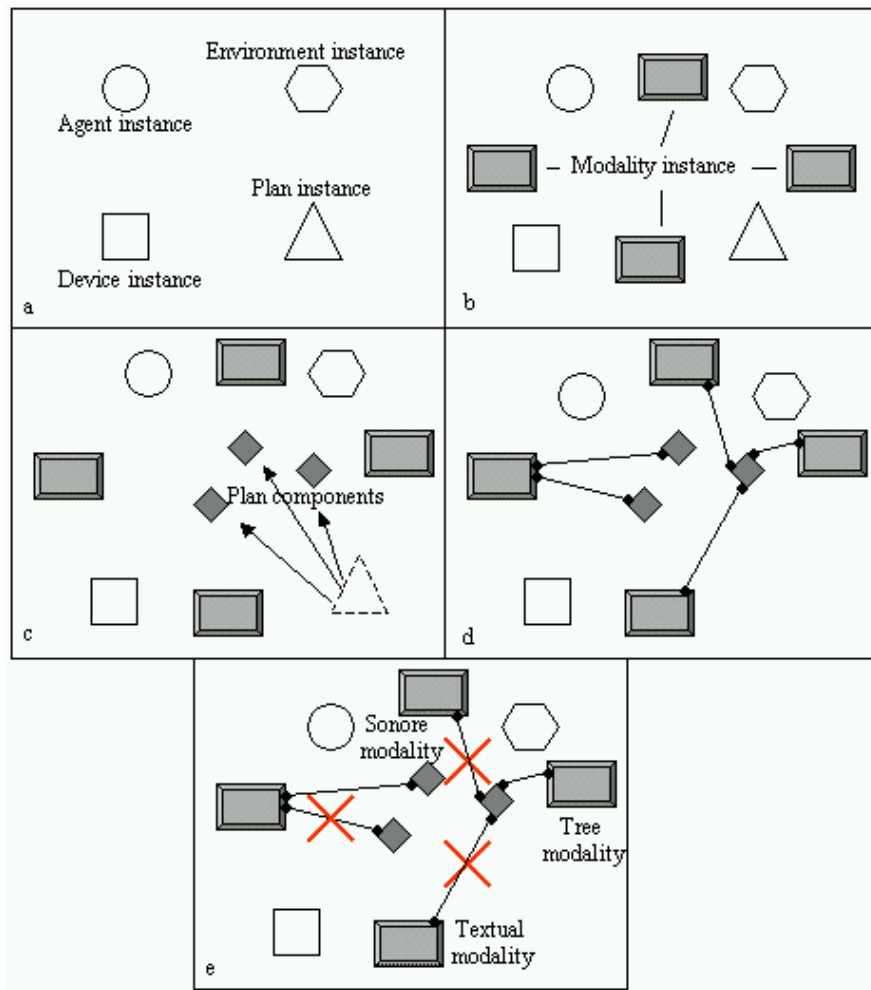 Environment instance
Agent instance
Plan instance
Device instance
a
Modality instance
b
Plan components
c
d
Sonore
modality
Tree
modality
Textual
modality
e